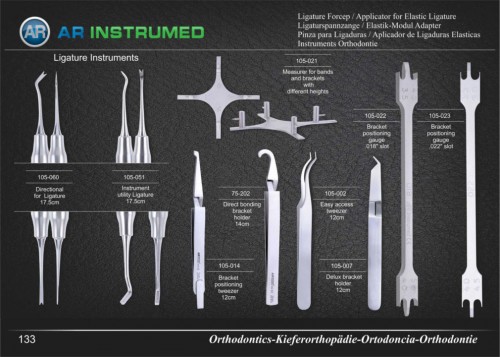 AR AR INSTRUMED
Ligature Forcep / Applicator for Elastic Ligature
Ligaturspannzange / Elastik-Modul Adapter
Pinza para Ligaduras / Aplicador de Ligaduras Elasticas
Instruments Orthodontie
Ligature Instruments
105-021
Measurer for bands
and brackets
with
different heights
105-022
Bracket
positioning
gauge
.018" slot
105-023
Bracket
positioning
gauge
.022" slot
105-060
Directional
for Ligature
17.5cm
105-051
Instrument
utility Ligature
17.5cm
75-202
Direct bonding
bracket
holder
14cm
105-002
Easy access
tweezer
12cm
105-014
Bracket
positioning
tweezer
12cm
105-007
Delux bracket
holder
12cm
133
Orthodontics-Kieferorthopädie-Ortodoncia-Orthodontie